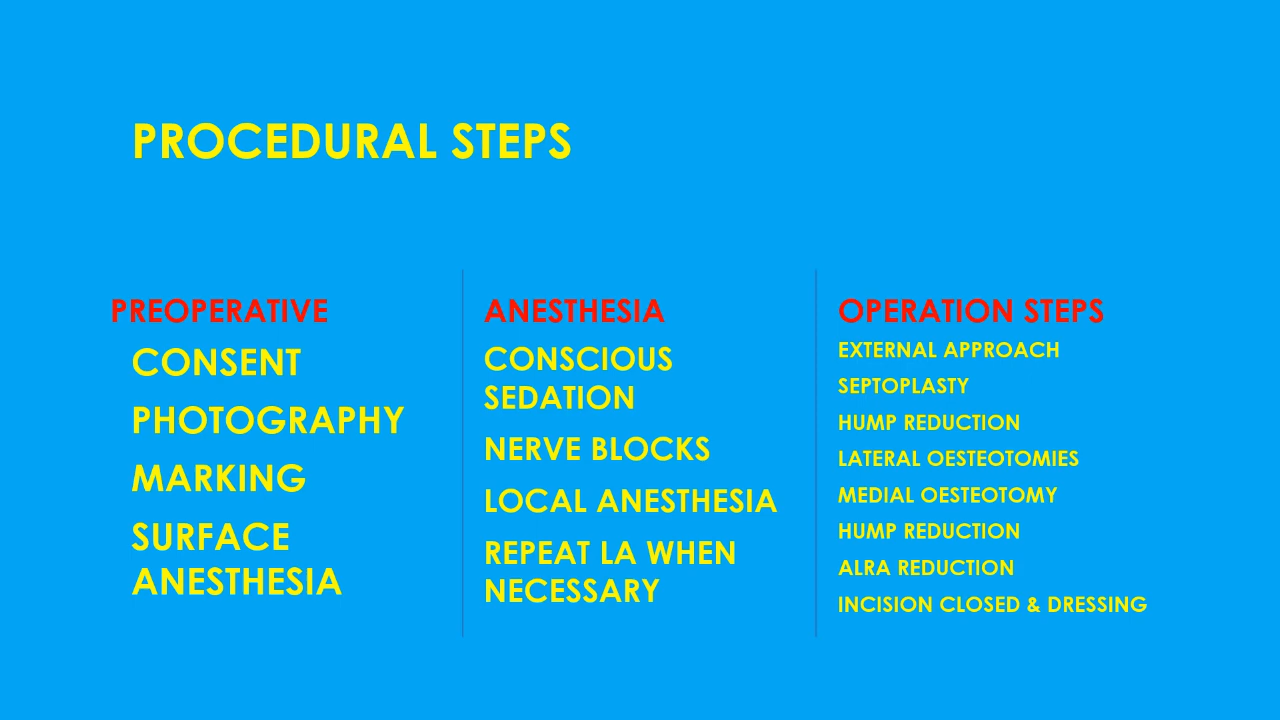 PROCEDURAL STEPS
PREOPERATIVE
CONSENT
PHOTOGRAPHY
MARKING
SURFACE
ANESTHESIA
ANESTHESIA
CONSCIOUS
SEDATION
NERVE BLOCKS
LOCAL ANESTHESIA
REPEAT LA WHEN
NECESSARY
OPERATION STEPS
EXTERNAL APPROACH
SEPTOPLASTY
HUMP REDUCTION
LATERAL OESTEOTOMIES
MEDIAL OESTEOTOMY
HUMP REDUCTION
ALRA REDUCTION
INCISION CLOSED & DRESSING